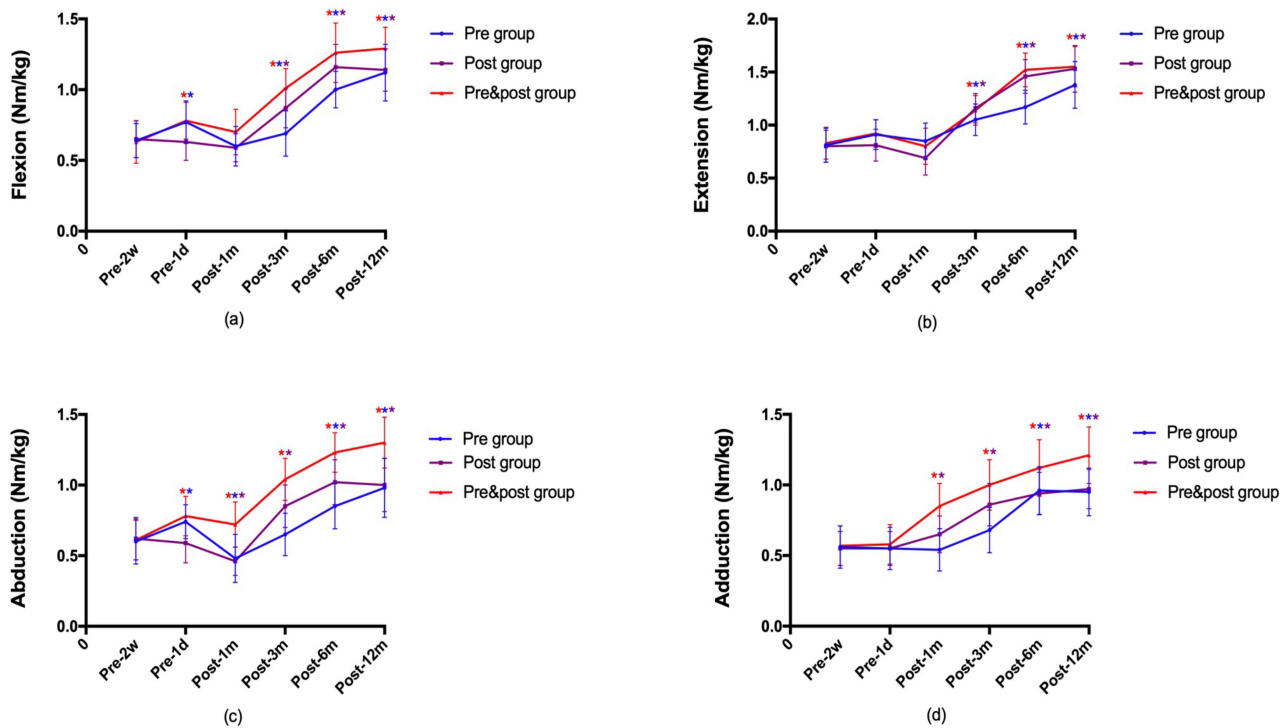 Flexion (Nm/kg)
1.5
1.0
0.5
0.0
0
Pre-2w
Pre-1d
Post-1m
Post-3m
Post-6m
Post-12m
**
***
***
***
Pre group
Post group
Pre&post group
(a)
Extension (Nm/kg)
2.0
1.5
1.0
0.5
0.0
0
Pre-2w
Pre-1d
Post-1m
Post-3m
Post-6m
Post-12m
***
***
***
Pre group
Post group
Pre&post group
(b)
Abduction (Nm/kg)
1.5
1.0
0.5
0.0
0
Pre-2w
Pre-1d
Post-1m
Post-3m
Post-6m
Post-12m
**
***
**
***
***
Pre group
Post group
Pre&post group
(c)
Adduction (Nm/kg)
1.5
1.0
0.5
0.0
0
Pre-2w
Pre-1d
Post-1m
Post-3m
Post-6m
Post-12m
**
**
***
***
Pre group
Post group
Pre&post group
(d)